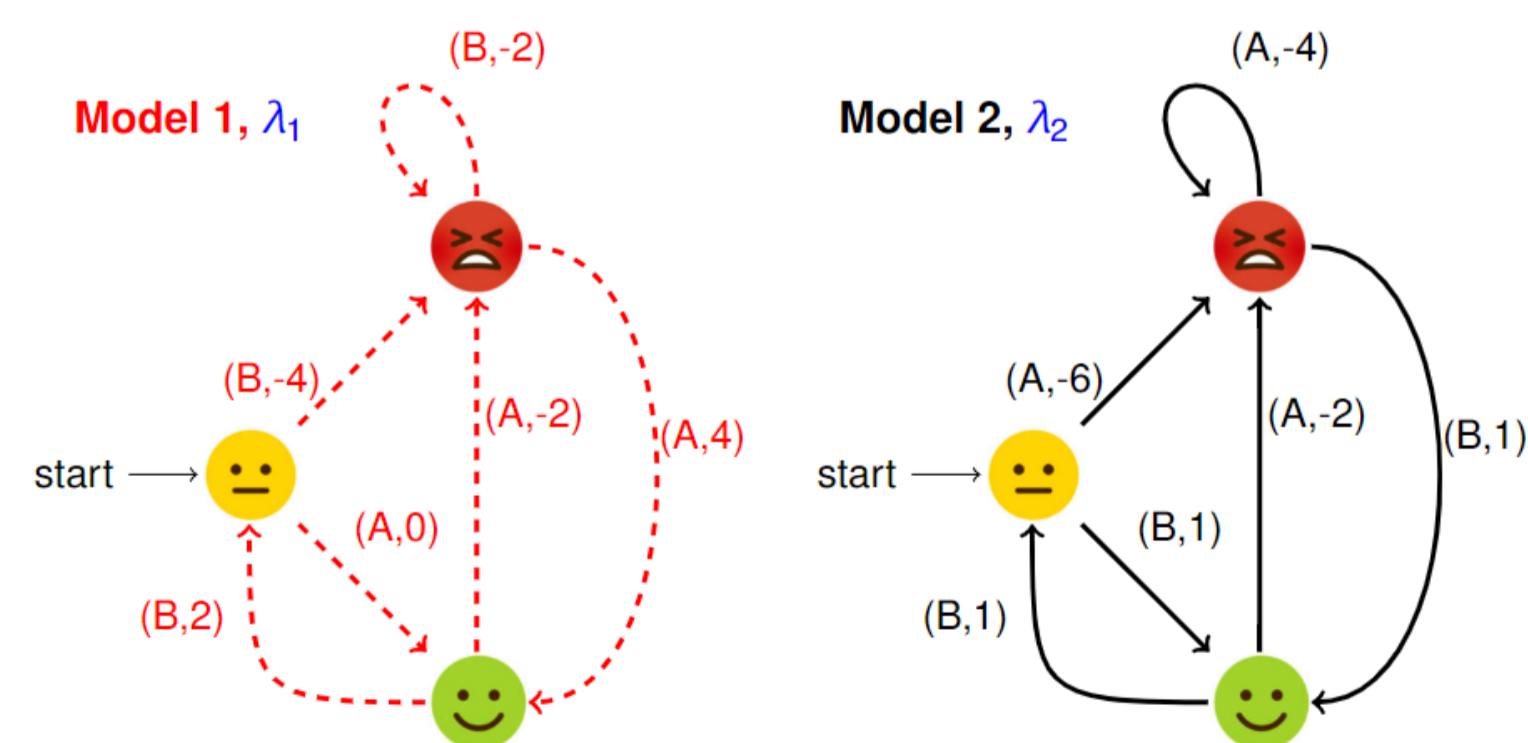 Model 1, λ1
(B,-2)
(B,-4)
(A,-2)
(A,4)
start
(A,0)
(B,2)
Model 2, λ2
(A,-4)
(A,-6)
(A,-2)
(B,1)
start
(B,1)
(B,1)